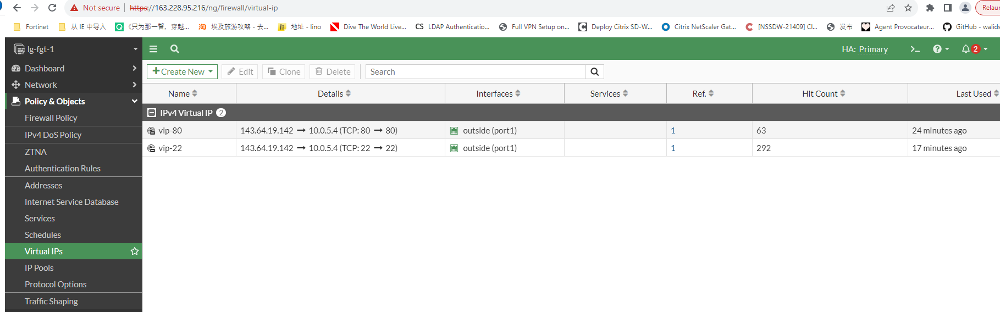 Not secure | https://163.228.95.216/ng/firewall/virtual-ip
Relaur
Fortinet 从 IE 中导入 《只为那一瞥，穿越... 埃及旅游攻略 - 去... 地址 - lino Dive The World Live... CS LDAP Authenticatio... Full VPN Setup on... Deploy Citrix SD-W... Citrix NetScaler Gat... [NSSDW-21409] Cl... 发布 Agent Provocateur... GitHub - walids
lg-fgt-1
HA: Primary
2
Dashboard
Network
Policy & Objects
Firewall Policy
IPv4 DoS Policy
ZTNA
Authentication Rules
Addresses
Internet Service Database
Services
Schedules
Virtual IPs
IP Pools
Protocol Options
Traffic Shaping
Create New Edit Clone Delete Search
Name Details Interfaces Services Ref. Hit Count Last Used
IPv4 Virtual IP 2
vip-80 143.64.19.142 → 10.0.5.4 (TCP: 80 → 80) outside (port1) 1 63 24 minutes ago
vip-22 143.64.19.142 → 10.0.5.4 (TCP: 22 → 22) outside (port1) 1 292 17 minutes ago